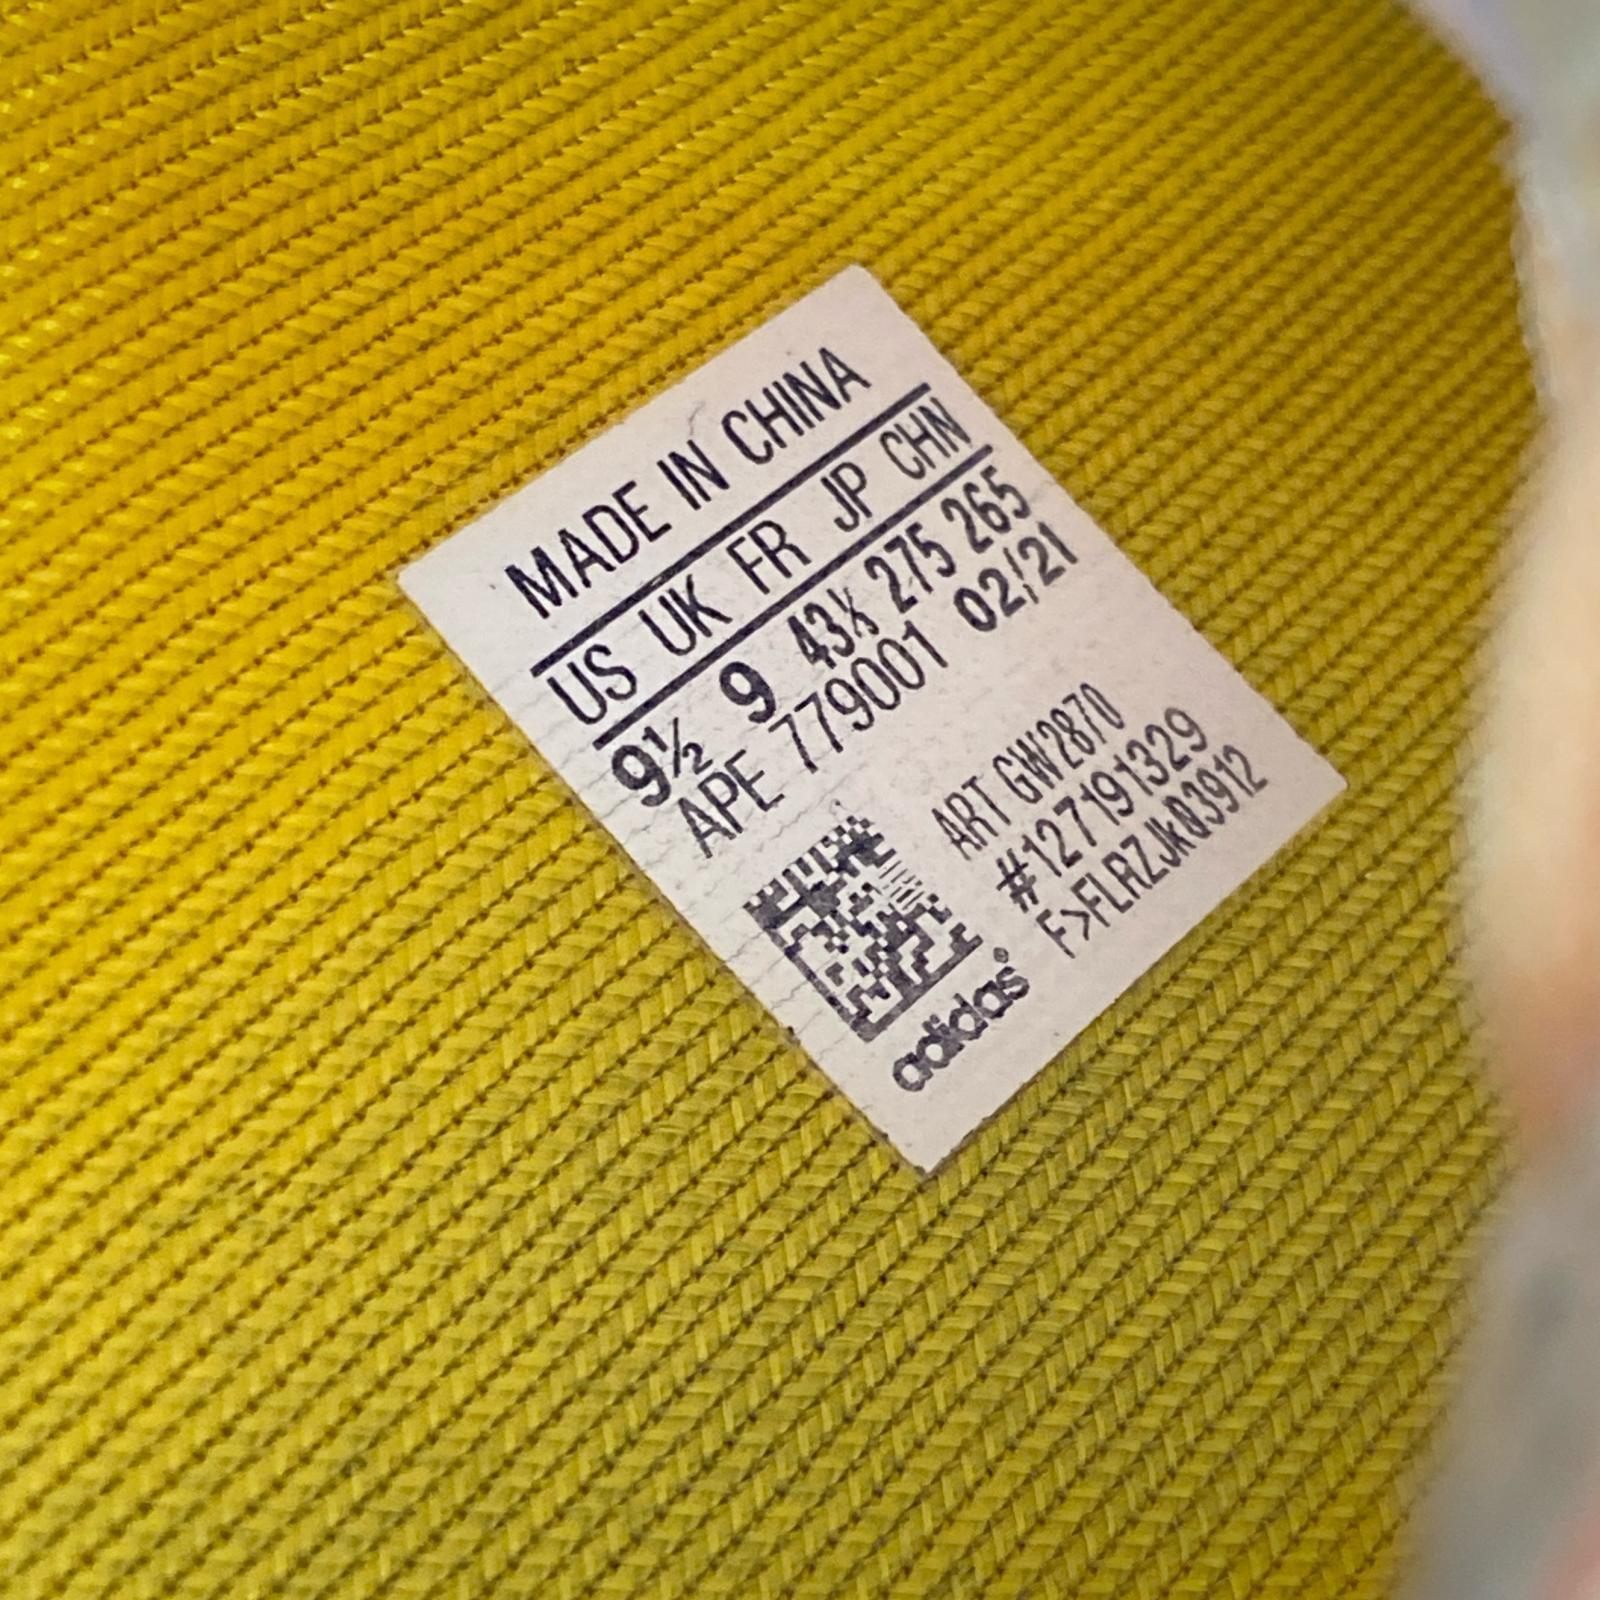 MADE IN CHINA
US UK FR JP CHN
9½ 9 43⅓ 275 265
APE 779001 02/21
ART GW2870
#127191329
F>FLRZJk03912
adidas®